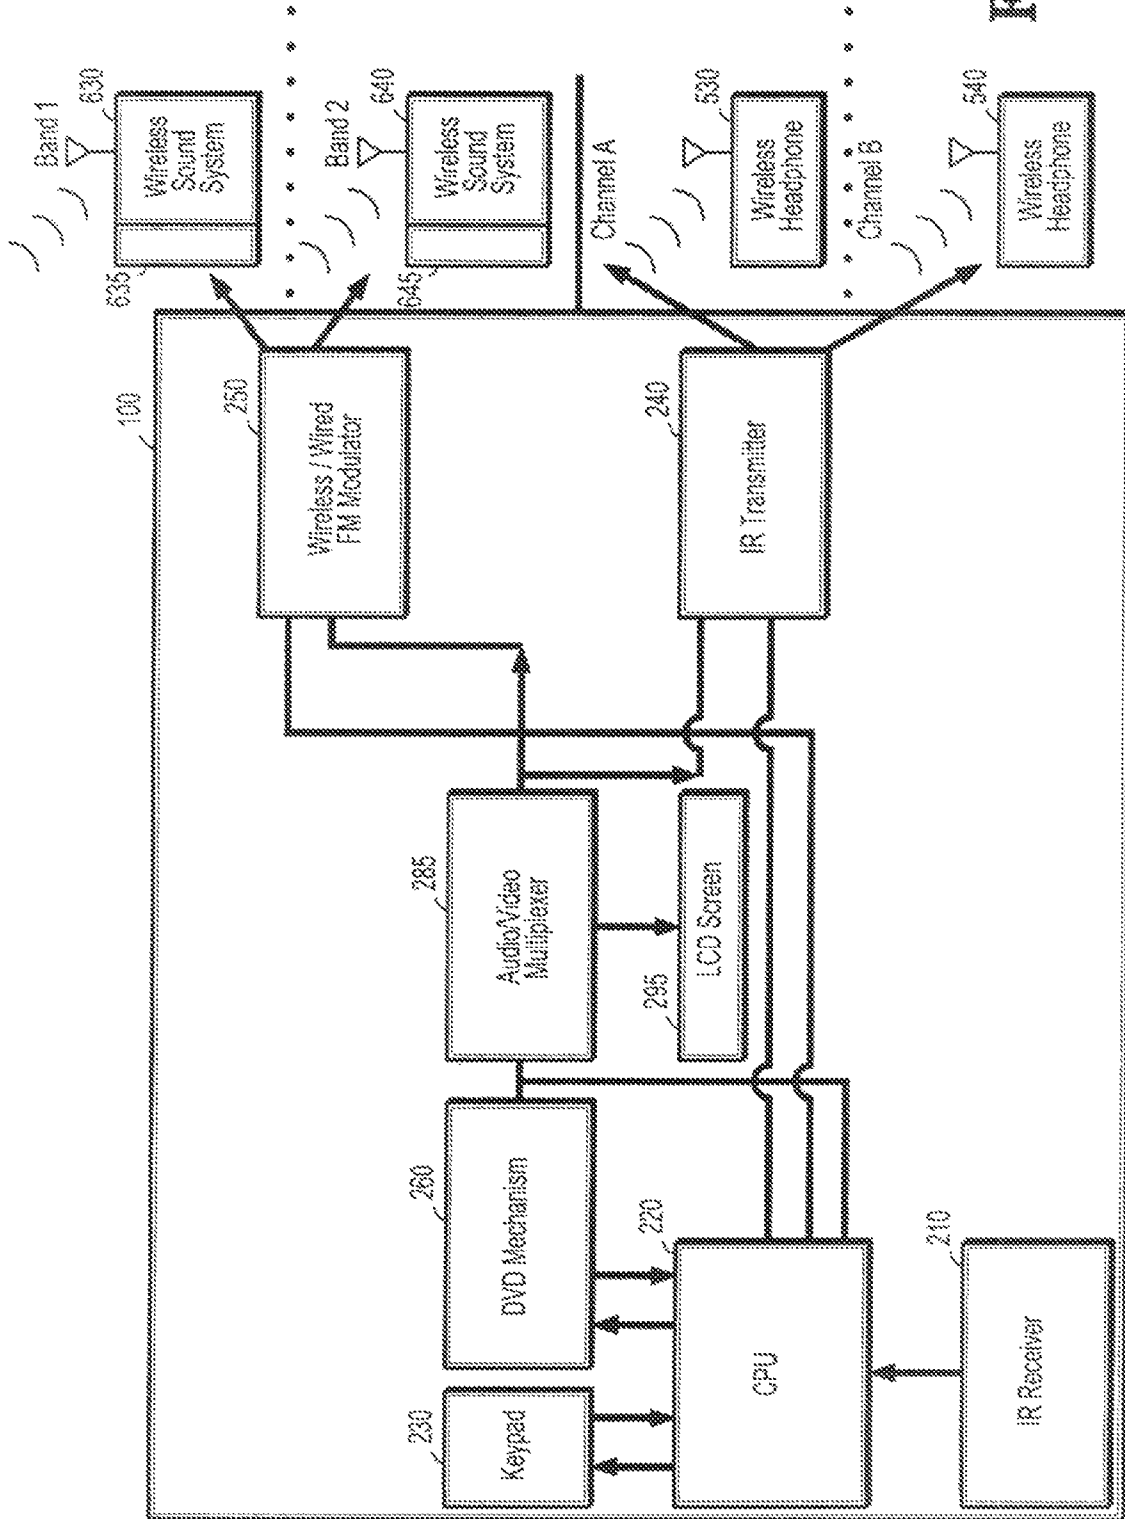 100
635
Band 1
630
Wireless
Sound
System
250
Wireless / Wired
FM Modulator
Band 2
640
645
Wireless
Sound
System
230
Keypad
260
DVD Mechanism
285
Audio/Video
Multiplexer
Channel A
220
CPU
295
LCD Screen
240
IR Transmitter
530
Wireless
Headphone
Channel B
210
IR Receiver
540
Wireless
Headphone